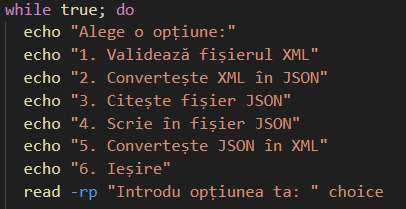 while true; do
echo "Alege o opțiune:"
echo "1. Validează fișierul XML"
echo "2. Convertește XML în JSON"
echo "3. Citește fișier JSON"
echo "4. Scrie în fișier JSON"
echo "5. Convertește JSON în XML"
echo "6. Ieșire"
read -rp "Introdu opțiunea ta: " choice